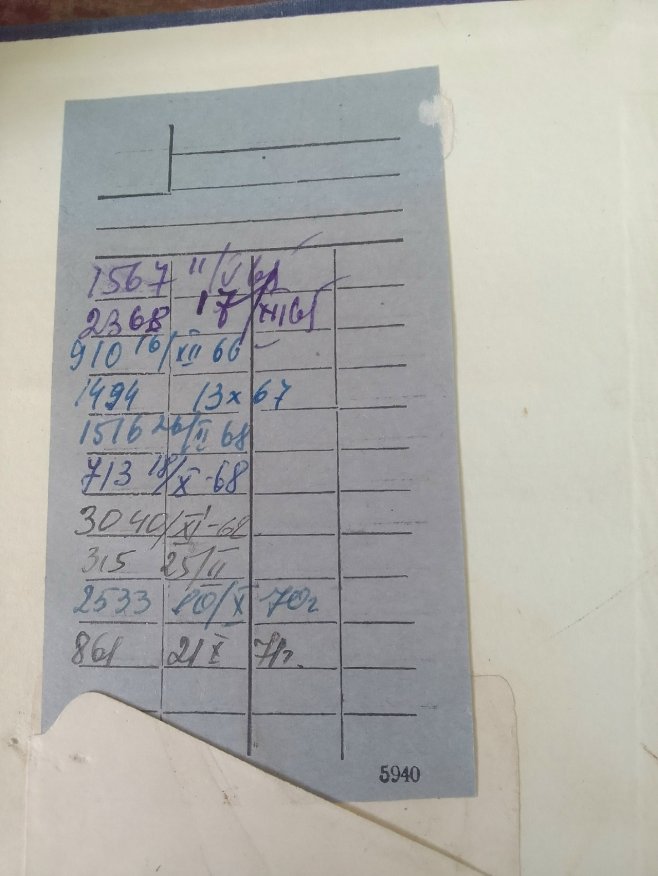 1567 11/V 61
2368 17/XII 61
910 16/XII 66
1494 13 X 67
1516 26/II 68
713 18/X-68
3040/XI-68
315 25/II
2533 20/X 70г
861 21 X 71г.
5940